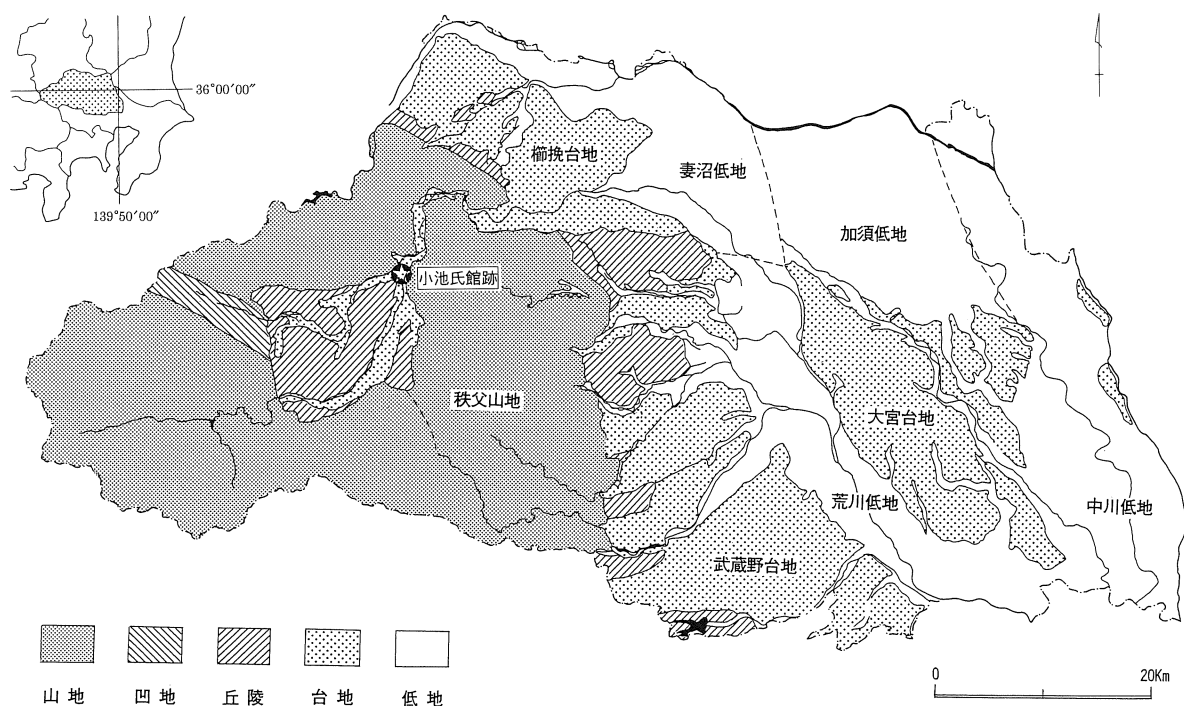 36°00′00″
139°50′00″
櫛挽台地
妻沼低地
加須低地
小池氏館跡
秩父山地
大宮台地
荒川低地
中川低地
武蔵野台地
山地
凹地
丘陵
台地
低地
0
20Km